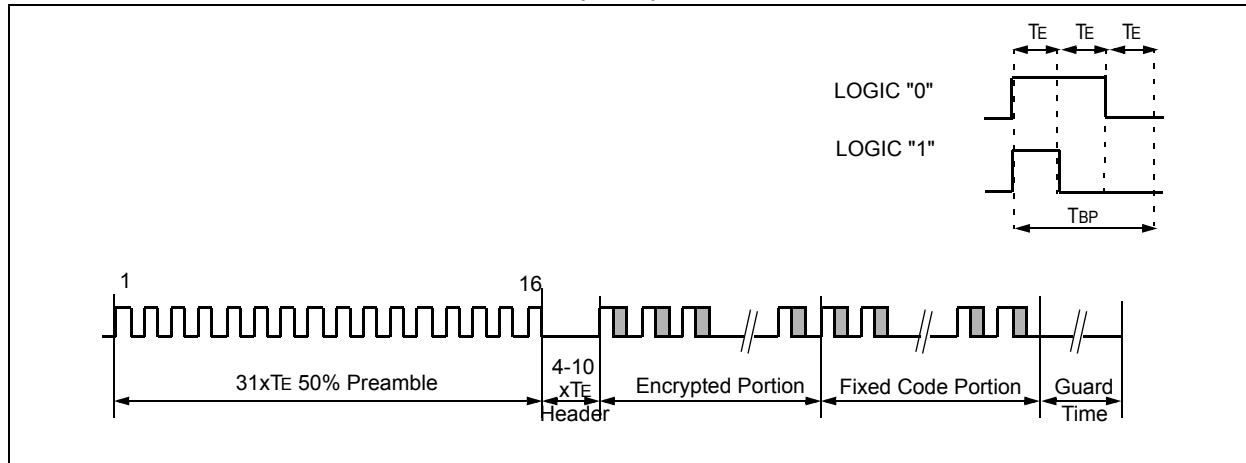 TE TE TE
LOGIC "0"
LOGIC "1"
TBP
1
16
31xTE 50% Preamble
4-10
xTE
Header
Encrypted Portion
Fixed Code Portion
Guard
Time